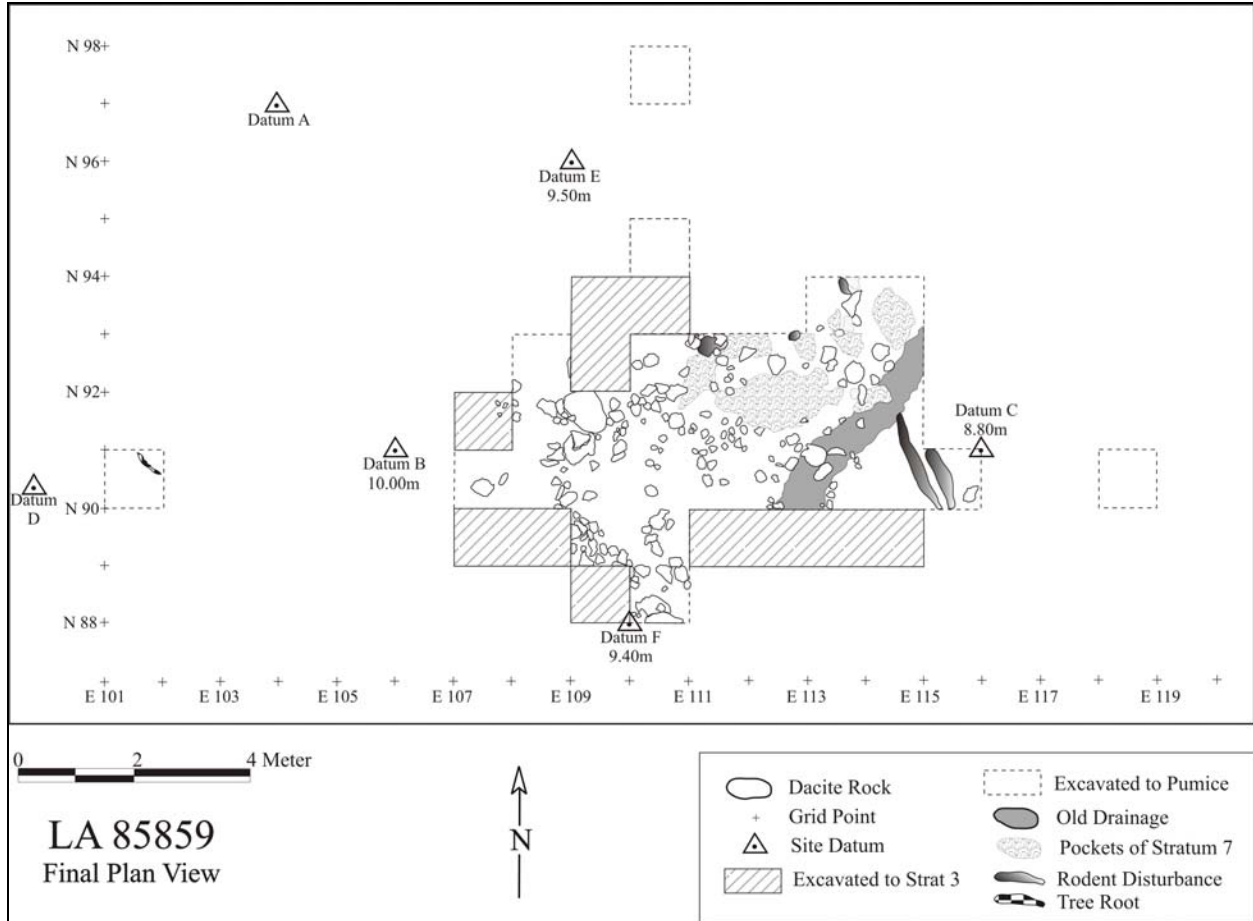 N 98
Datum A
N 96
Datum E
9.50m
N 94
N 92
Datum C
8.80m
Datum B
10.00m
Datum
D
N 90
N 88
Datum F
9.40m
E 101
E 103
E 105
E 107
E 109
E 111
E 113
E 115
E 117
E 119
0 2 4 Meter
LA 85859
Final Plan View
N
Dacite Rock
Grid Point
Site Datum
Excavated to Strat 3
Excavated to Pumice
Old Drainage
Pockets of Stratum 7
Rodent Disturbance
Tree Root